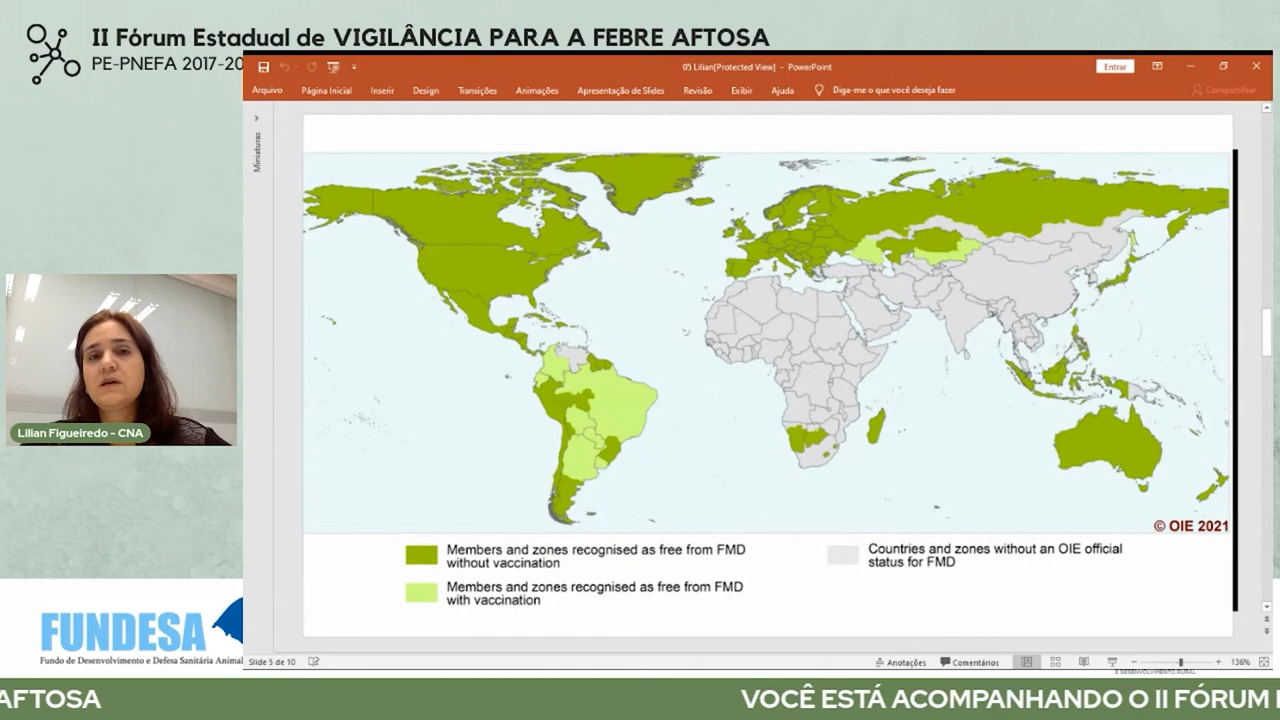 II Fórum Estadual de VIGILÂNCIA PARA A FEBRE AFTOSA
PE-PNEFA 2017-20
05 Lilian[Protected View] - PowerPoint
Entrar
Arquivo Página Inicial Inserir Design Transições Animações Apresentação de Slides Revisão Exibir Ajuda Diga-me o que você deseja fazer Compartilhar
Miniaturas
Lilian Figueiredo - CNA
© OIE 2021
Members and zones recognised as free from FMD
without vaccination
Members and zones recognised as free from FMD
with vaccination
Countries and zones without an OIE official
status for FMD
FUNDESA
Fundo de Desenvolvimento e Defesa Sanitária Animal
Slide 5 de 10 Anotações Comentários 136%
E DESENVOLVIMENTO RURAL
AFTOSA VOCÊ ESTÁ ACOMPANHANDO O II FÓRUM